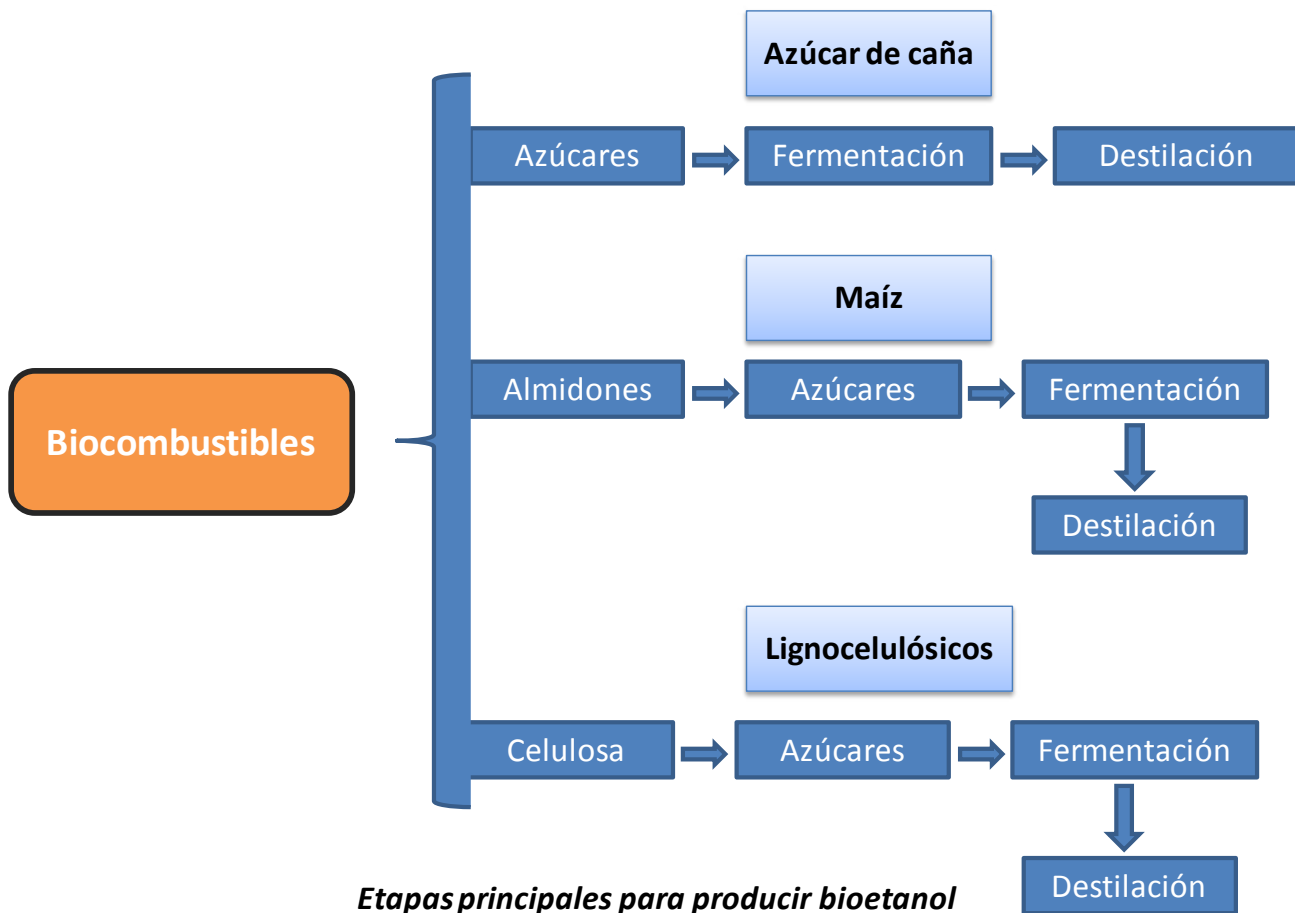 Azúcar de caña
Azúcares
Fermentación
Destilación
Maíz
Almidones
Azúcares
Fermentación
Biocombustibles
Destilación
Lignocelulósicos
Celulosa
Azúcares
Fermentación
Destilación
Etapas principales para producir bioetanol